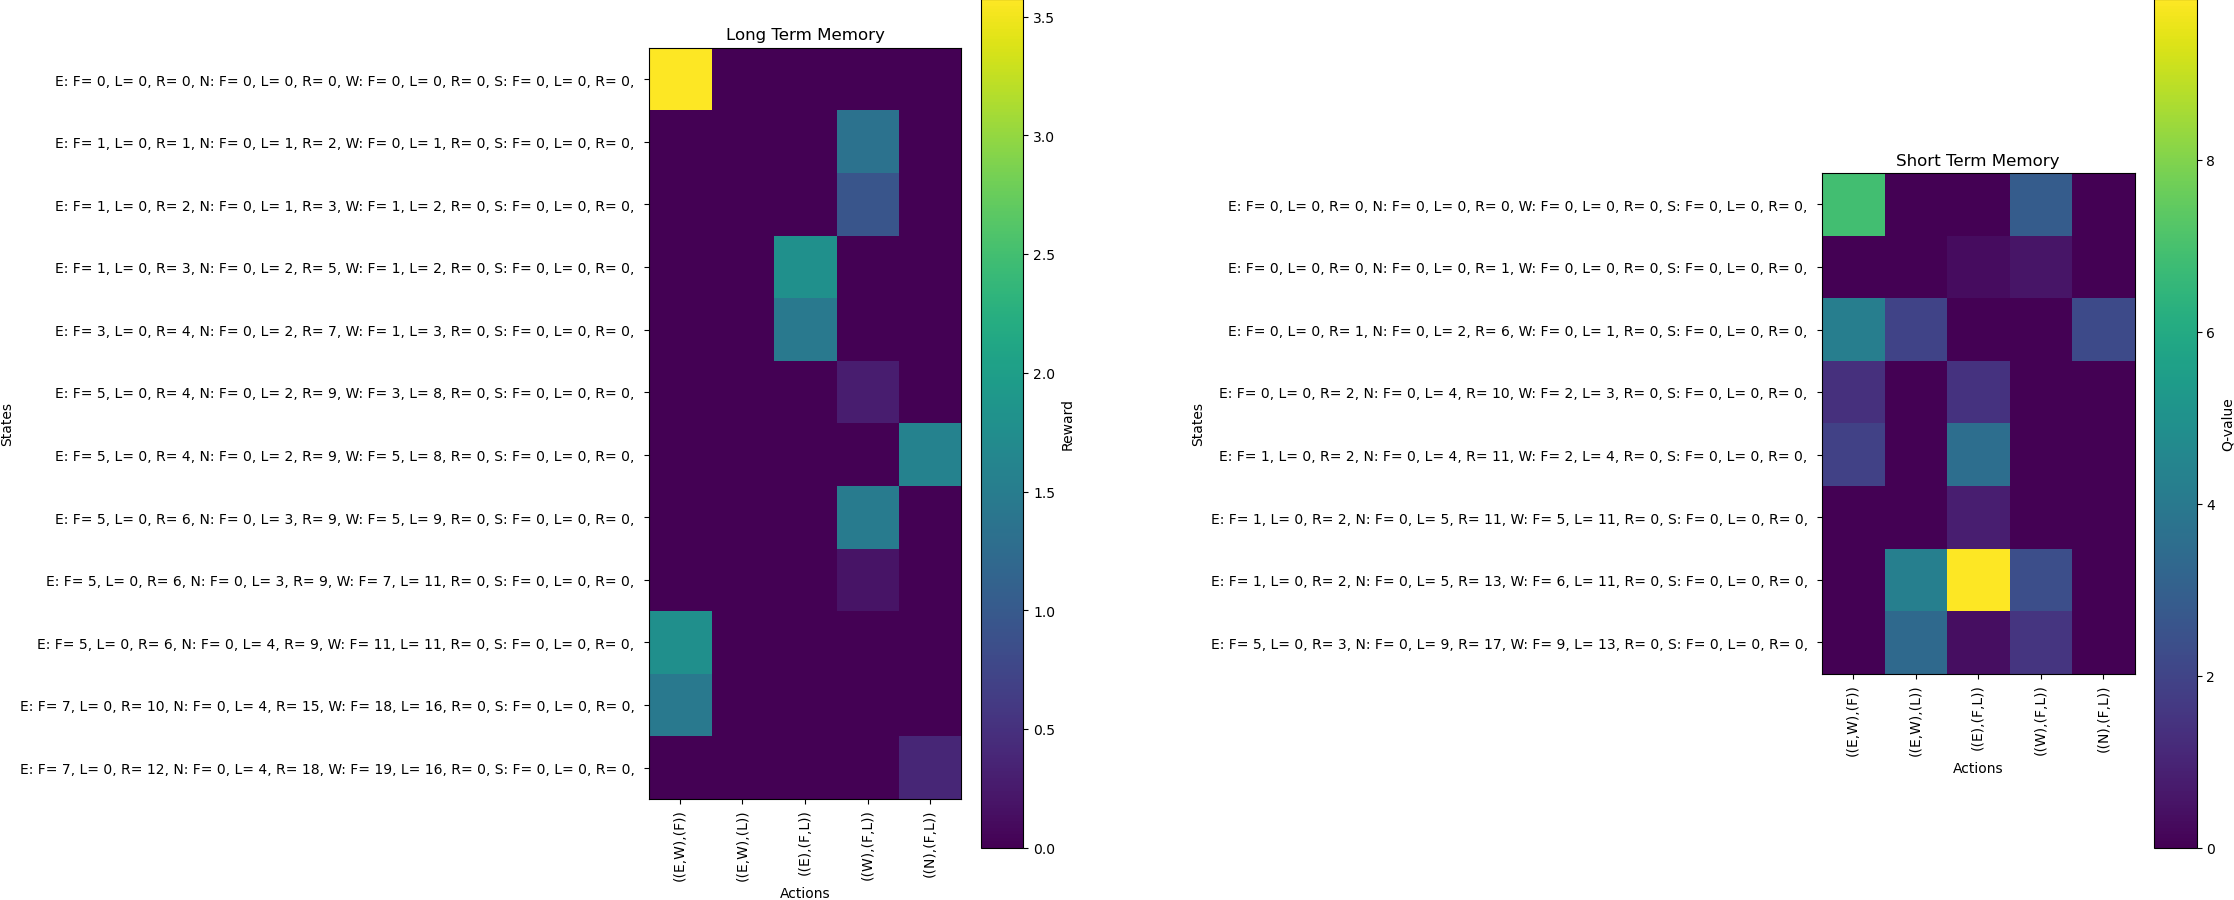 Long Term Memory
States
E: F= 0, L= 0, R= 0, N: F= 0, L= 0, R= 0, W: F= 0, L= 0, R= 0, S: F= 0, L= 0, R= 0,
E: F= 1, L= 0, R= 1, N: F= 0, L= 1, R= 2, W: F= 0, L= 1, R= 0, S: F= 0, L= 0, R= 0,
E: F= 1, L= 0, R= 2, N: F= 0, L= 1, R= 3, W: F= 1, L= 2, R= 0, S: F= 0, L= 0, R= 0,
E: F= 1, L= 0, R= 3, N: F= 0, L= 2, R= 5, W: F= 1, L= 2, R= 0, S: F= 0, L= 0, R= 0,
E: F= 3, L= 0, R= 4, N: F= 0, L= 2, R= 7, W: F= 1, L= 3, R= 0, S: F= 0, L= 0, R= 0,
E: F= 5, L= 0, R= 4, N: F= 0, L= 2, R= 9, W: F= 3, L= 8, R= 0, S: F= 0, L= 0, R= 0,
E: F= 5, L= 0, R= 4, N: F= 0, L= 2, R= 9, W: F= 5, L= 8, R= 0, S: F= 0, L= 0, R= 0,
E: F= 5, L= 0, R= 6, N: F= 0, L= 3, R= 9, W: F= 5, L= 9, R= 0, S: F= 0, L= 0, R= 0,
E: F= 5, L= 0, R= 6, N: F= 0, L= 3, R= 9, W: F= 7, L= 11, R= 0, S: F= 0, L= 0, R= 0,
E: F= 5, L= 0, R= 6, N: F= 0, L= 4, R= 9, W: F= 11, L= 11, R= 0, S: F= 0, L= 0, R= 0,
E: F= 7, L= 0, R= 10, N: F= 0, L= 4, R= 15, W: F= 18, L= 16, R= 0, S: F= 0, L= 0, R= 0,
E: F= 7, L= 0, R= 12, N: F= 0, L= 4, R= 18, W: F= 19, L= 16, R= 0, S: F= 0, L= 0, R= 0,
((E,W),(F))
((E,W),(L))
((E),(F,L))
((W),(F,L))
((N),(F,L))
Actions
3.5
3.0
2.5
2.0
1.5
1.0
0.5
0.0
Reward
Short Term Memory
States
E: F= 0, L= 0, R= 0, N: F= 0, L= 0, R= 0, W: F= 0, L= 0, R= 0, S: F= 0, L= 0, R= 0,
E: F= 0, L= 0, R= 0, N: F= 0, L= 0, R= 1, W: F= 0, L= 0, R= 0, S: F= 0, L= 0, R= 0,
E: F= 0, L= 0, R= 1, N: F= 0, L= 2, R= 6, W: F= 0, L= 1, R= 0, S: F= 0, L= 0, R= 0,
E: F= 0, L= 0, R= 2, N: F= 0, L= 4, R= 10, W: F= 2, L= 3, R= 0, S: F= 0, L= 0, R= 0,
E: F= 1, L= 0, R= 2, N: F= 0, L= 4, R= 11, W: F= 2, L= 4, R= 0, S: F= 0, L= 0, R= 0,
E: F= 1, L= 0, R= 2, N: F= 0, L= 5, R= 11, W: F= 5, L= 11, R= 0, S: F= 0, L= 0, R= 0,
E: F= 1, L= 0, R= 2, N: F= 0, L= 5, R= 13, W: F= 6, L= 11, R= 0, S: F= 0, L= 0, R= 0,
E: F= 5, L= 0, R= 3, N: F= 0, L= 9, R= 17, W: F= 9, L= 13, R= 0, S: F= 0, L= 0, R= 0,
((E,W),(F))
((E,W),(L))
((E),(F,L))
((W),(F,L))
((N),(F,L))
Actions
8
6
4
2
0
Q-value